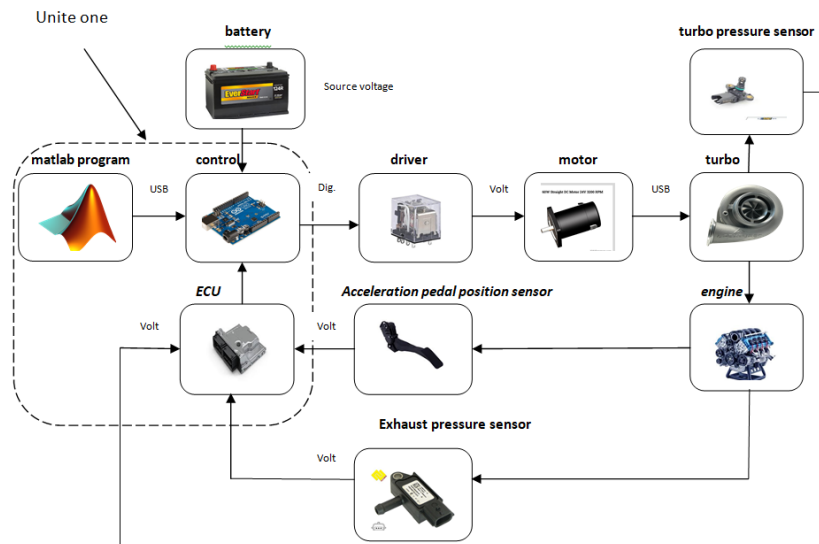 Unite one
battery
turbo pressure sensor
Source voltage
matlab program
control
driver
motor
turbo
USB
Dig.
Volt
USB
ECU
Acceleration pedal position sensor
engine
Volt
Volt
Exhaust pressure sensor
Volt